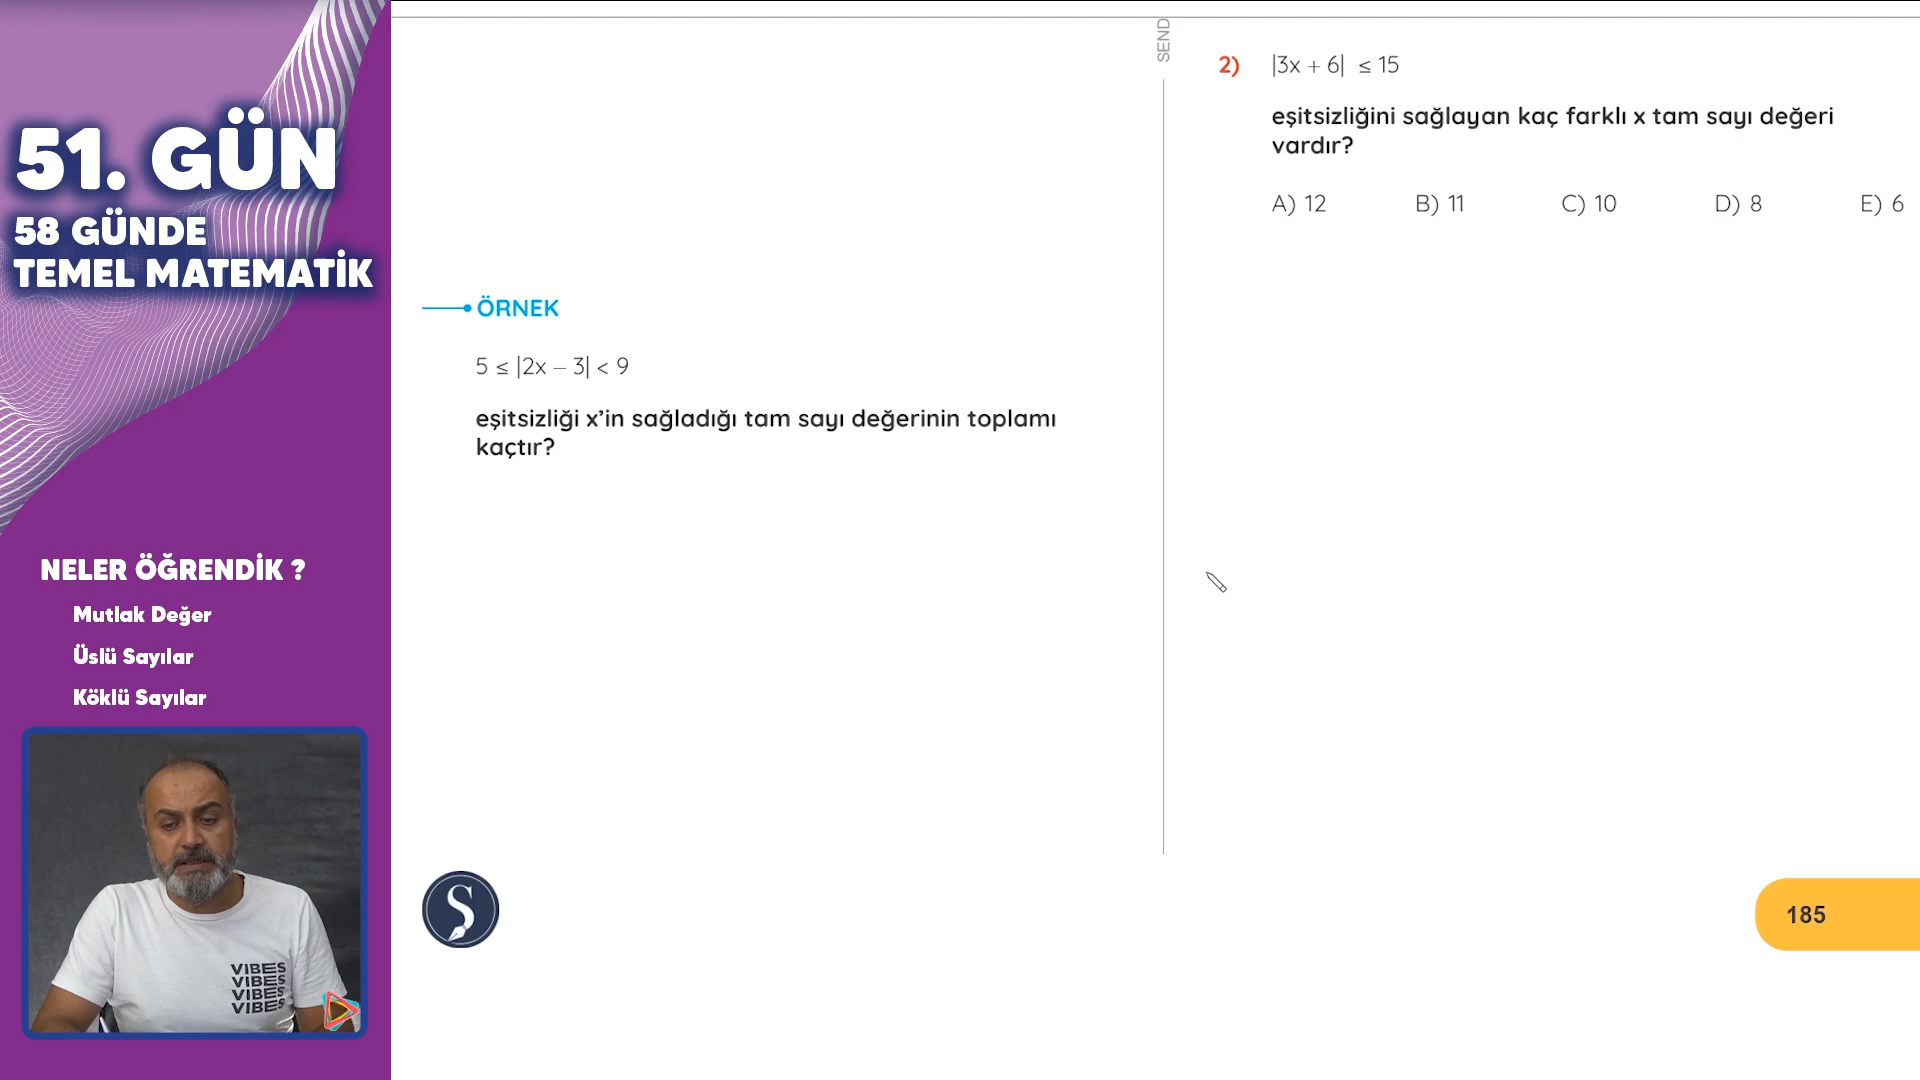 51. GÜN
58 GÜNDE
TEMEL MATEMATİK
NELER ÖĞRENDİK ?
Mutlak Değer
Üslü Sayılar
Köklü Sayılar
VIBES
VIBES
VIBES
VIBES
ÖRNEK
5 ≤ |2x – 3| < 9
eşitsizliği x’in sağladığı tam sayı değerinin toplamı
kaçtır?
S
SEND
2) |3x + 6| ≤ 15
eşitsizliğini sağlayan kaç farklı x tam sayı değeri
vardır?
A) 12 B) 11 C) 10 D) 8 E) 6
185